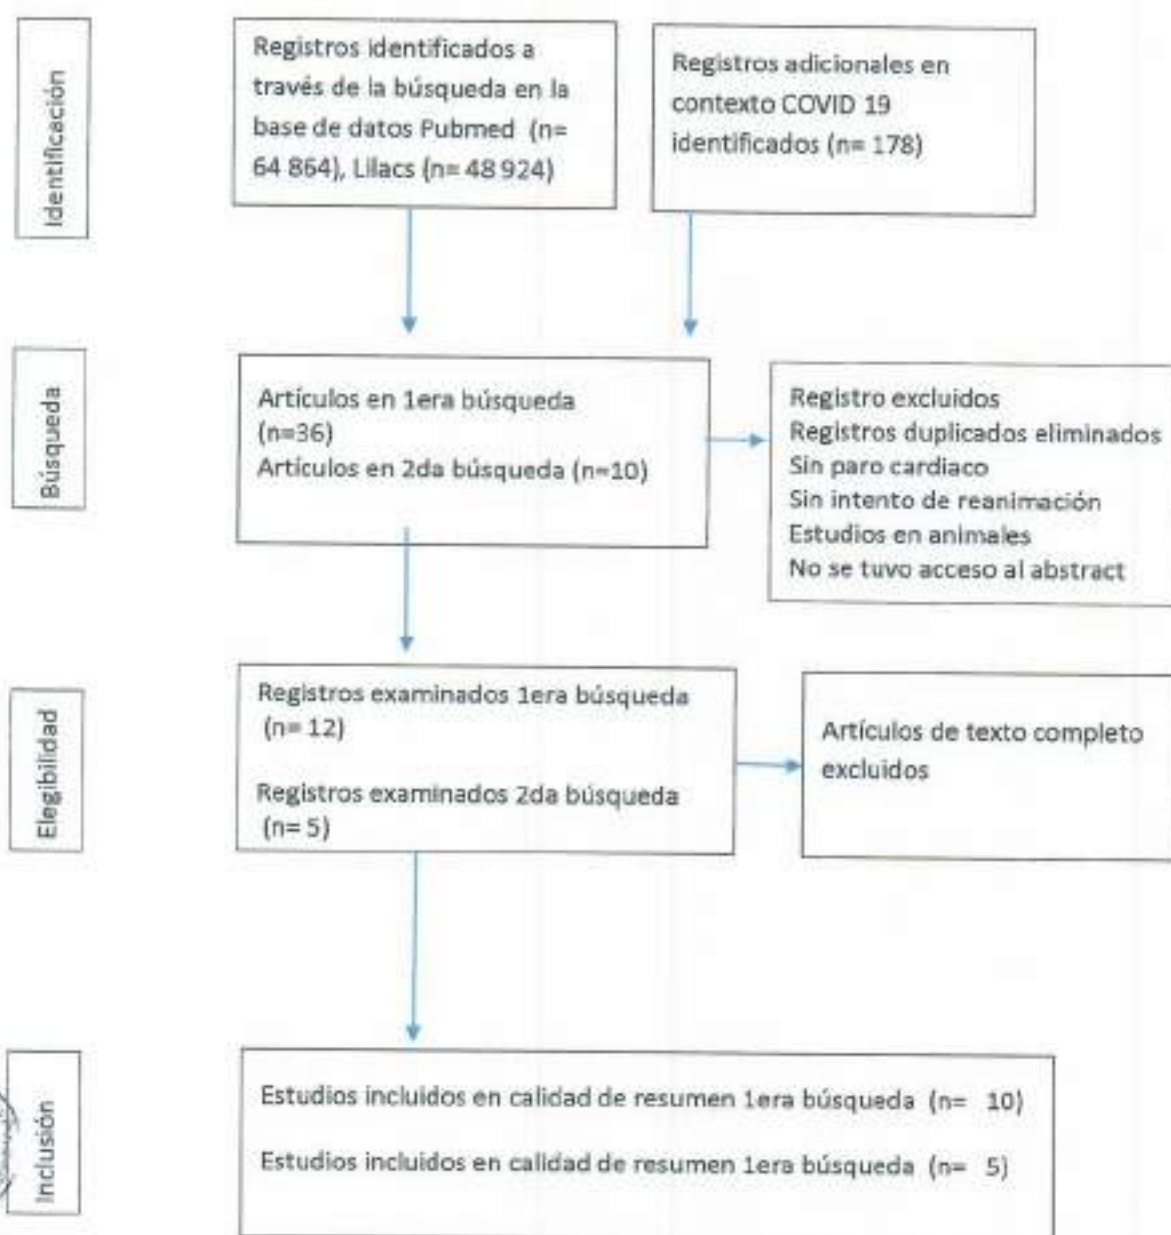 Identificación
Registros identificados a
través de la búsqueda en la
base de datos Pubmed (n=
64 864), Lilacs (n= 48 924)
Registros adicionales en
contexto COVID 19
identificados (n= 178)
Búsqueda
Artículos en 1era búsqueda
(n=36)
Artículos en 2da búsqueda (n=10)
Registro excluidos
Registros duplicados eliminados
Sin paro cardiaco
Sin intento de reanimación
Estudios en animales
No se tuvo acceso al abstract
Elegibilidad
Registros examinados 1era búsqueda
(n= 12)
Registros examinados 2da búsqueda
(n= 5)
Artículos de texto completo
excluidos
Inclusión
Estudios incluidos en calidad de resumen 1era búsqueda (n= 10)
Estudios incluidos en calidad de resumen 1era búsqueda (n= 5)